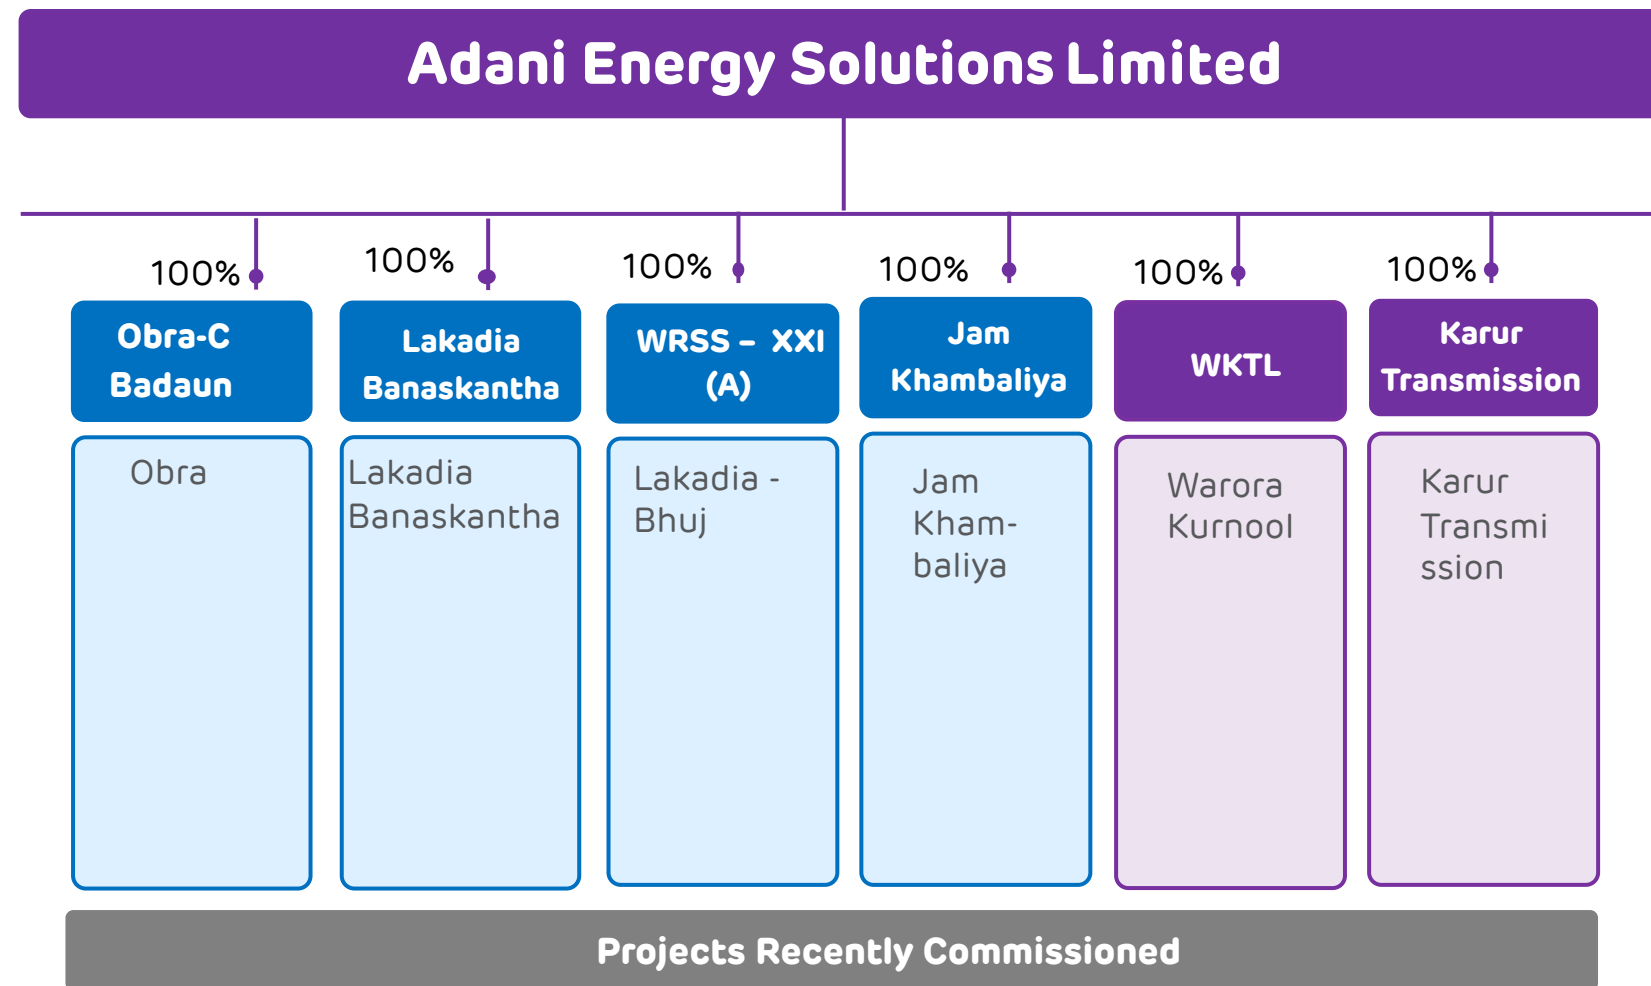 Adani Energy Solutions Limited
100%
100%
100%
100%
100%
100%
Obra-C
Badaun
Lakadia
Banaskantha
WRSS – XXI
(A)
Jam
Khambaliya
WKTL
Karur
Transmission
Obra
Lakadia
Banaskantha
Lakadia -
Bhuj
Jam
Kham-
baliya
Warora
Kurnool
Karur
Transmi
ssion
Projects Recently Commissioned